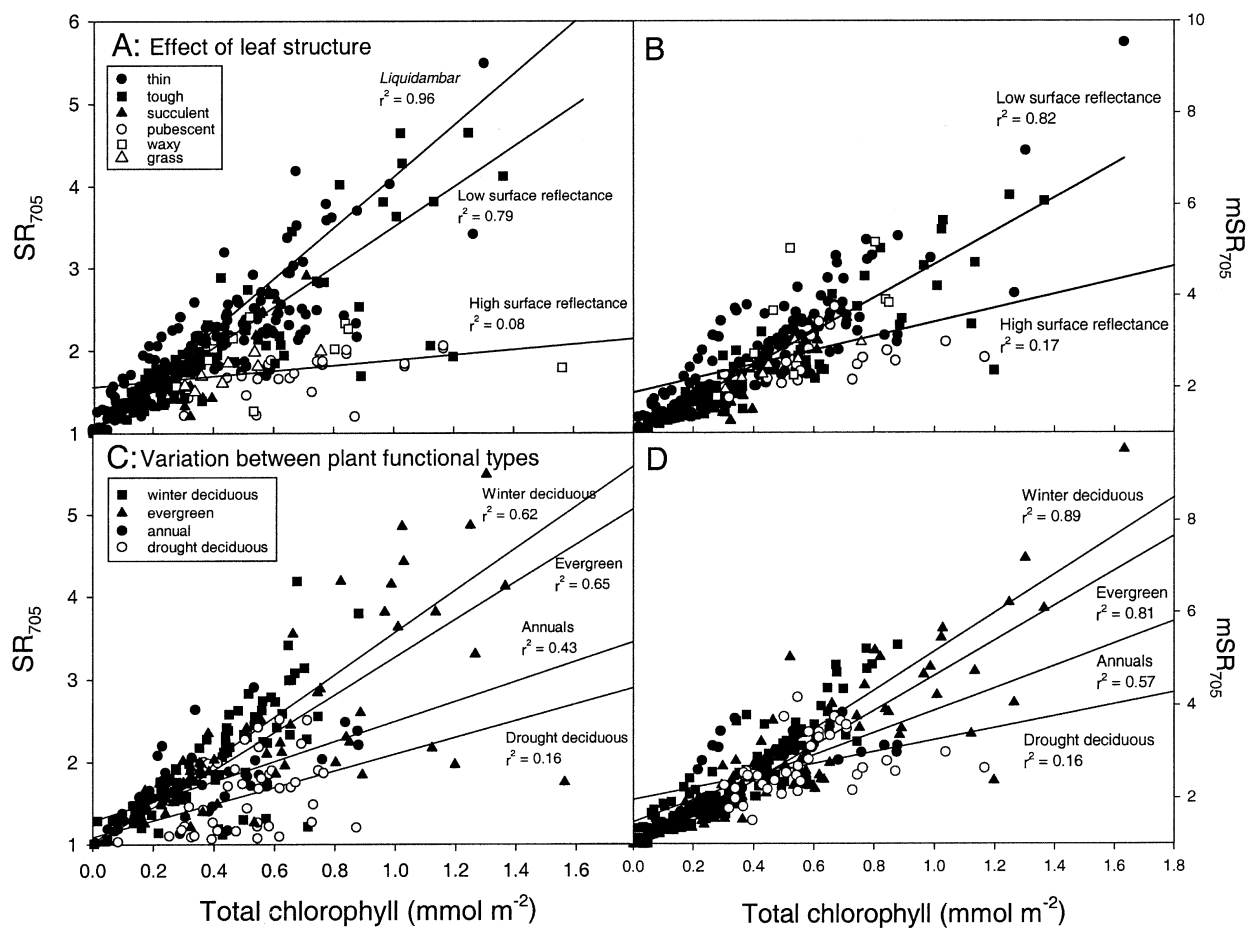 A: Effect of leaf structure
thin
tough
succulent
pubescent
waxy
grass
Liquidambar
r² = 0.96
Low surface reflectance
r² = 0.79
High surface reflectance
r² = 0.08
SR705
6
5
4
3
2
1
B
Low surface reflectance
r² = 0.82
High surface reflectance
r² = 0.17
10
8
6
4
2
mSR705
C: Variation between plant functional types
winter deciduous
evergreen
annual
drought deciduous
Winter deciduous
r² = 0.62
Evergreen
r² = 0.65
Annuals
r² = 0.43
Drought deciduous
r² = 0.16
SR705
5
4
3
2
1
0.0 0.2 0.4 0.6 0.8 1.0 1.2 1.4 1.6
Total chlorophyll (mmol m⁻²)
D
Winter deciduous
r² = 0.89
Evergreen
r² = 0.81
Annuals
r² = 0.57
Drought deciduous
r² = 0.16
8
6
4
2
mSR705
0.0 0.2 0.4 0.6 0.8 1.0 1.2 1.4 1.6 1.8
Total chlorophyll (mmol m⁻²)